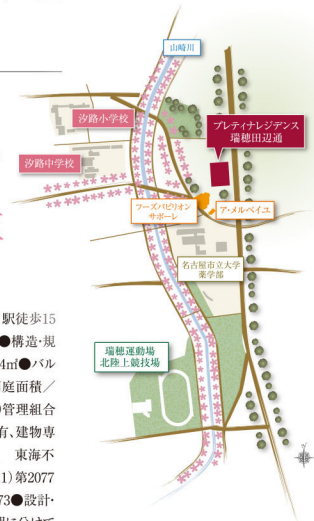 山崎川
汐路小学校
プレティナレジデンス
瑞穂田辺通
汐路中学校
フーズパビリオン
サポーレ
ア・メルベイユ
名古屋市立大学
薬学部
瑞穂運動場
北陸上競技場
駅徒歩15
●構造・規
4㎡●バル
庭面積／
管理組合
有、建物専
東海不
1)第2077
73●設計・